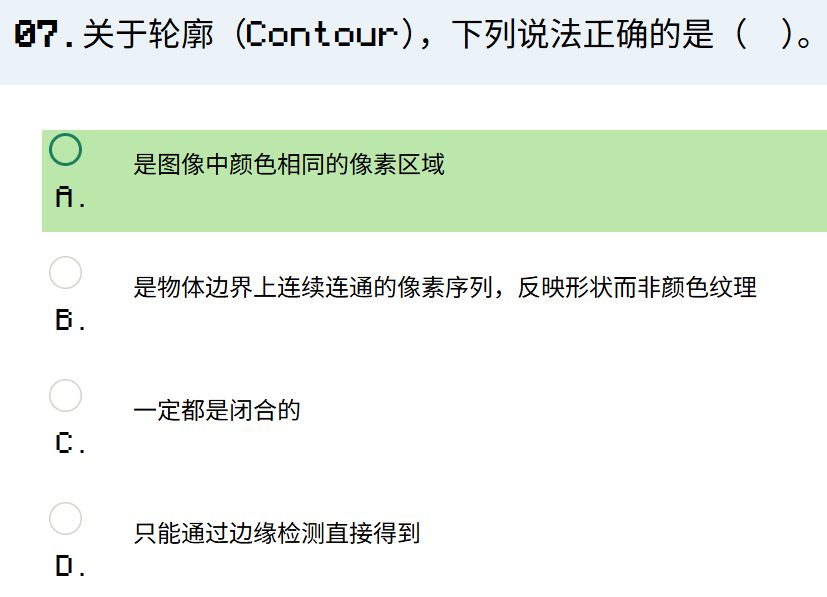 07.关于轮廓（Contour），下列说法正确的是（　）。
是图像中颜色相同的像素区域
A.
是物体边界上连续连通的像素序列，反映形状而非颜色纹理
B.
一定都是闭合的
C.
只能通过边缘检测直接得到
D.